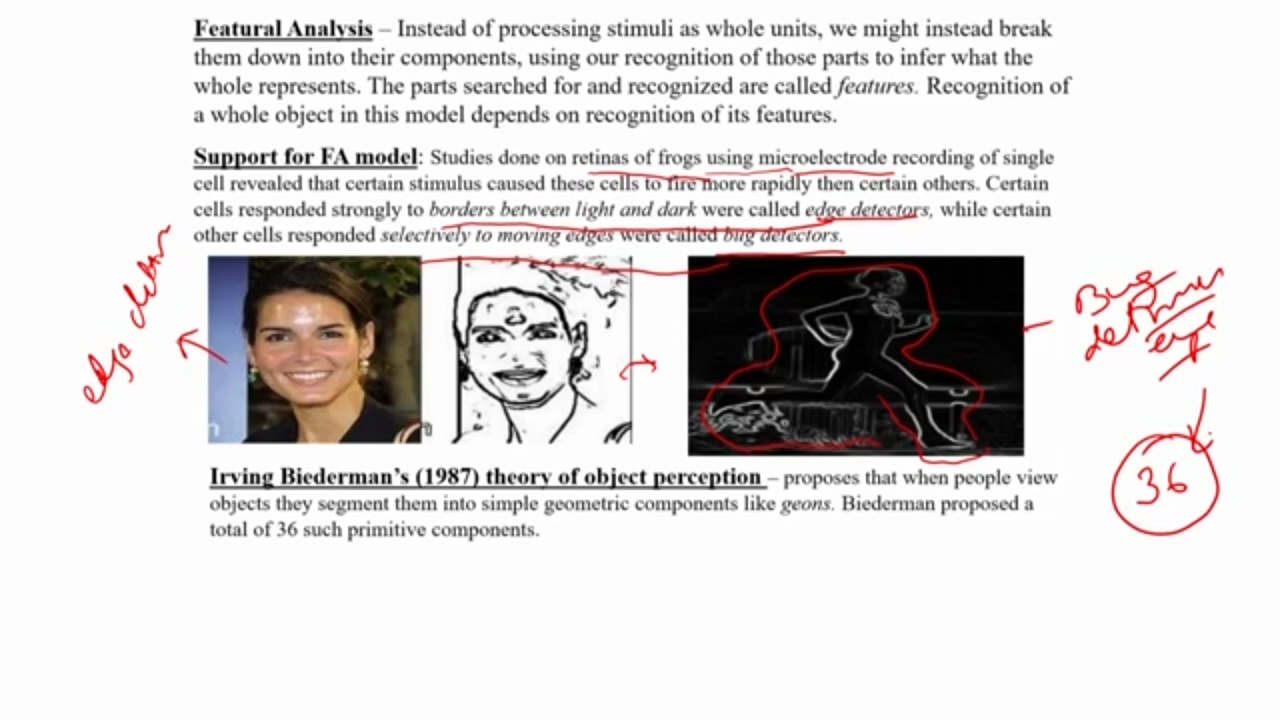 Featural Analysis – Instead of processing stimuli as whole units, we might instead break
them down into their components, using our recognition of those parts to infer what the
whole represents. The parts searched for and recognized are called features. Recognition of
a whole object in this model depends on recognition of its features.
Support for FA model: Studies done on retinas of frogs using microelectrode recording of single
cell revealed that certain stimulus caused these cells to fire more rapidly then certain others. Certain
cells responded strongly to borders between light and dark were called edge detectors, while certain
other cells responded selectively to moving edges were called bug detectors.
Bug
36
Irving Biederman's (1987) theory of object perception – proposes that when people view
objects they segment them into simple geometric components like geons. Biederman proposed a
total of 36 such primitive components.